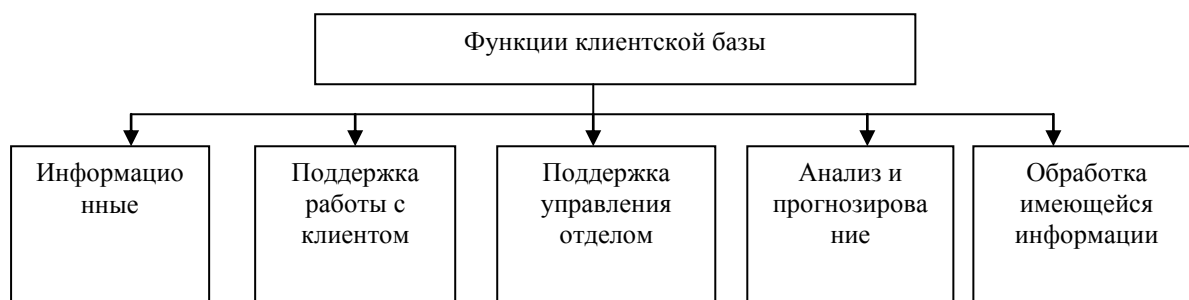 Функции клиентской базы
Информацио
нные
Поддержка
работы с
клиентом
Поддержка
управления
отделом
Анализ и
прогнозирова
ние
Обработка
имеющейся
информации